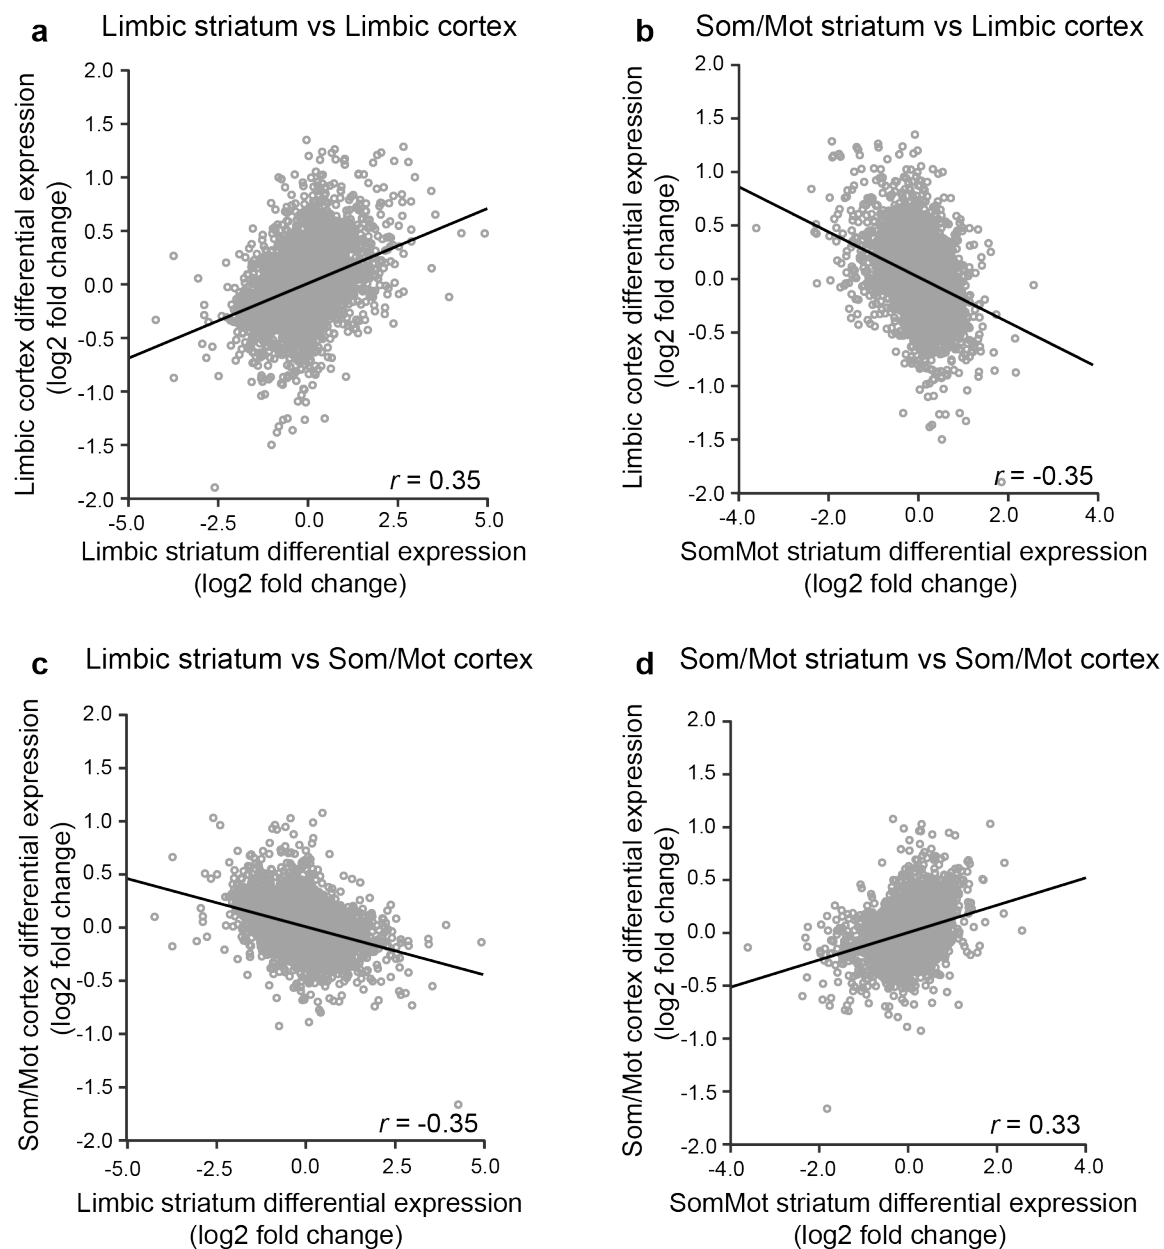 a Limbic striatum vs Limbic cortex
Limbic cortex differential expression
(log2 fold change)
2.0
1.5
1.0
0.5
0.0
-0.5
-1.0
-1.5
-2.0
r = 0.35
-5.0 -2.5 0.0 2.5 5.0
Limbic striatum differential expression
(log2 fold change)
b Som/Mot striatum vs Limbic cortex
Limbic cortex differential expression
(log2 fold change)
2.0
1.5
1.0
0.5
0.0
-0.5
-1.0
-1.5
-2.0
r = -0.35
-4.0 -2.0 0.0 2.0 4.0
SomMot striatum differential expression
(log2 fold change)
c Limbic striatum vs Som/Mot cortex
Som/Mot cortex differential expression
(log2 fold change)
2.0
1.5
1.0
0.5
0.0
-0.5
-1.0
-1.5
-2.0
r = -0.35
-5.0 -2.5 0.0 2.5 5.0
Limbic striatum differential expression
(log2 fold change)
d Som/Mot striatum vs Som/Mot cortex
Som/Mot cortex differential expression
(log2 fold change)
2.0
1.5
1.0
0.5
0.0
-0.5
-1.0
-1.5
-2.0
r = 0.33
-4.0 -2.0 0.0 2.0 4.0
SomMot striatum differential expression
(log2 fold change)